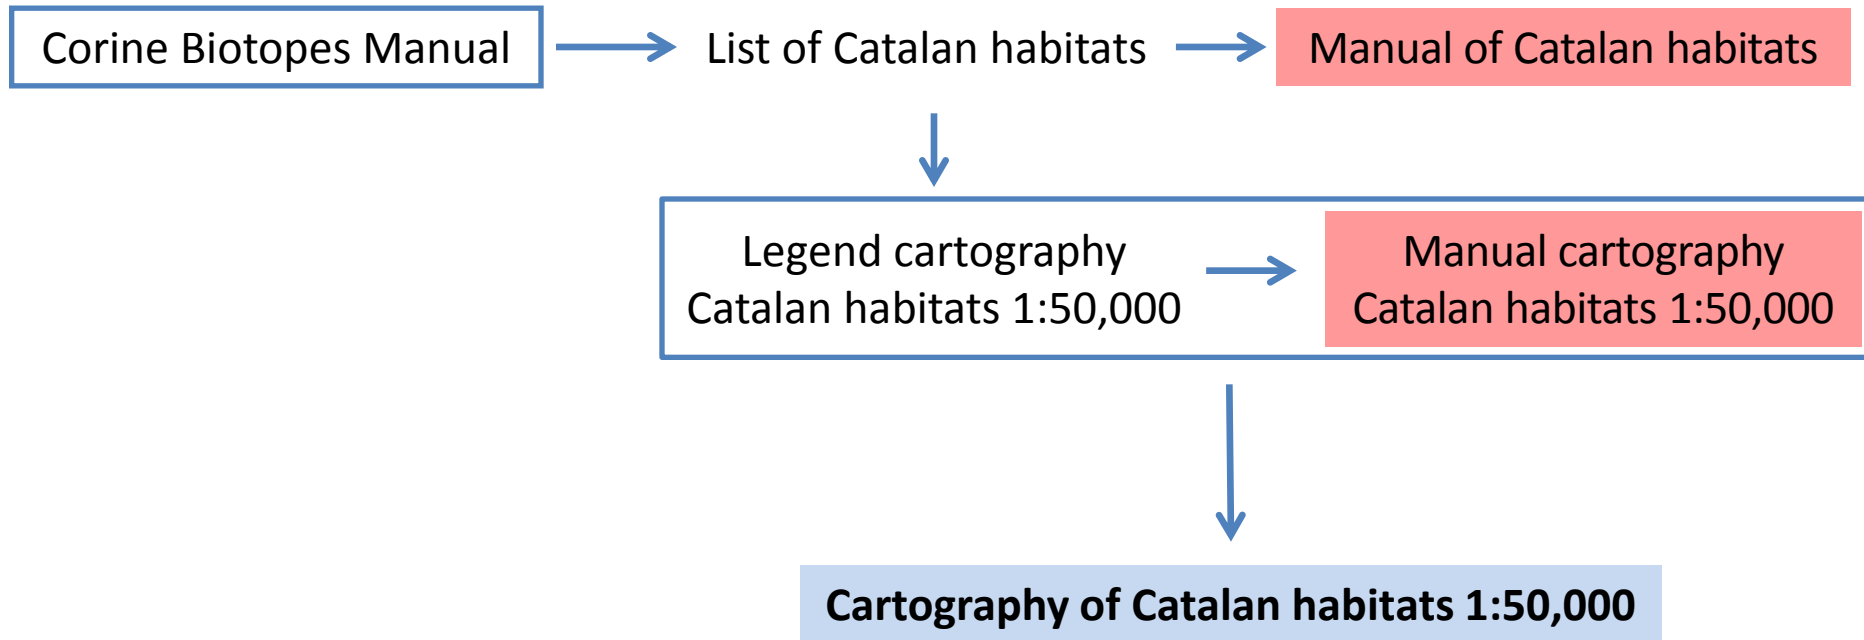 Corine Biotopes Manual
List of Catalan habitats
Manual of Catalan habitats
Legend cartography
Catalan habitats 1:50,000
Manual cartography
Catalan habitats 1:50,000
Cartography of Catalan habitats 1:50,000